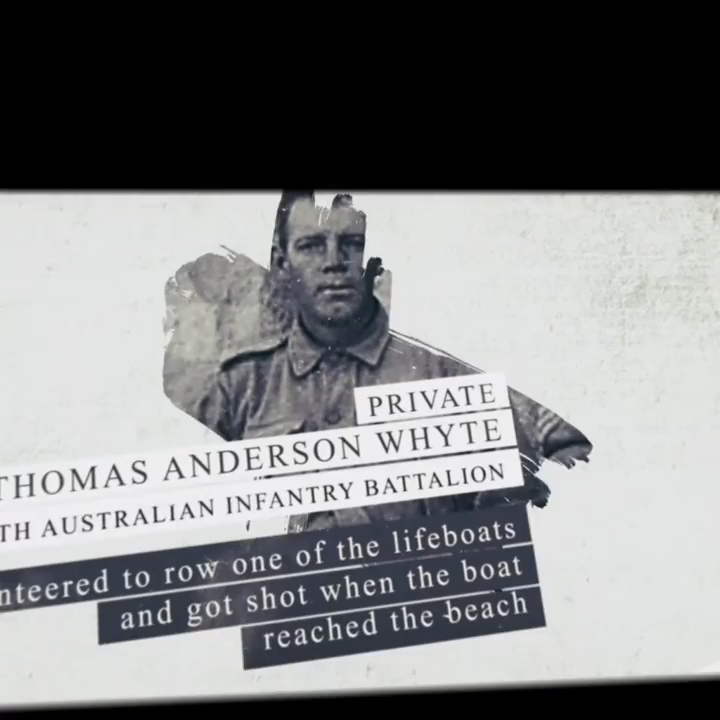 PRIVATE
THOMAS ANDERSON WHYTE
TH AUSTRALIAN INFANTRY BATTALION
nteered to row one of the lifeboats
and got shot when the boat
reached the beach